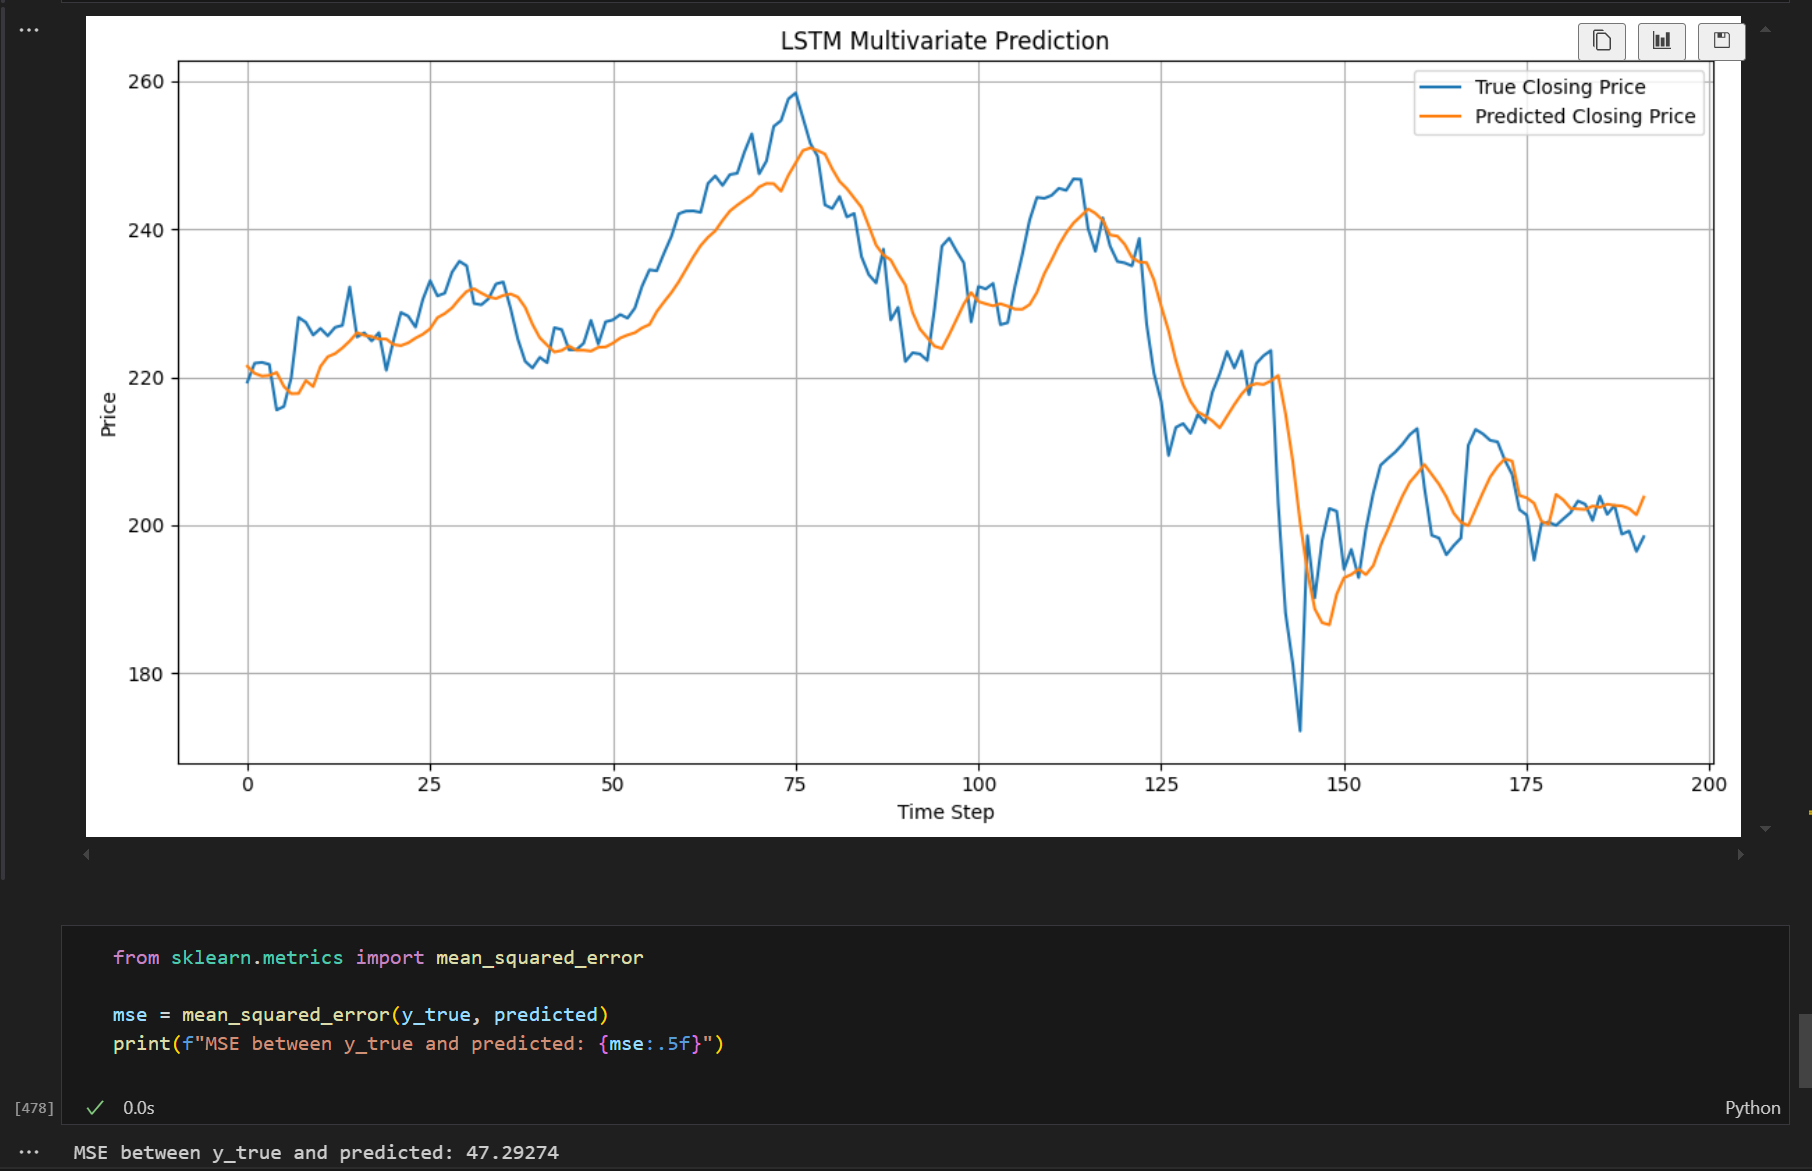 LSTM Multivariate Prediction
True Closing Price
Predicted Closing Price
260
240
220
200
180
Price
0 25 50 75 100 125 150 175 200
Time Step
from sklearn.metrics import mean_squared_error
mse = mean_squared_error(y_true, predicted)
print(f"MSE between y_true and predicted: {mse:.5f}")
[478] 0.0s Python
MSE between y_true and predicted: 47.29274